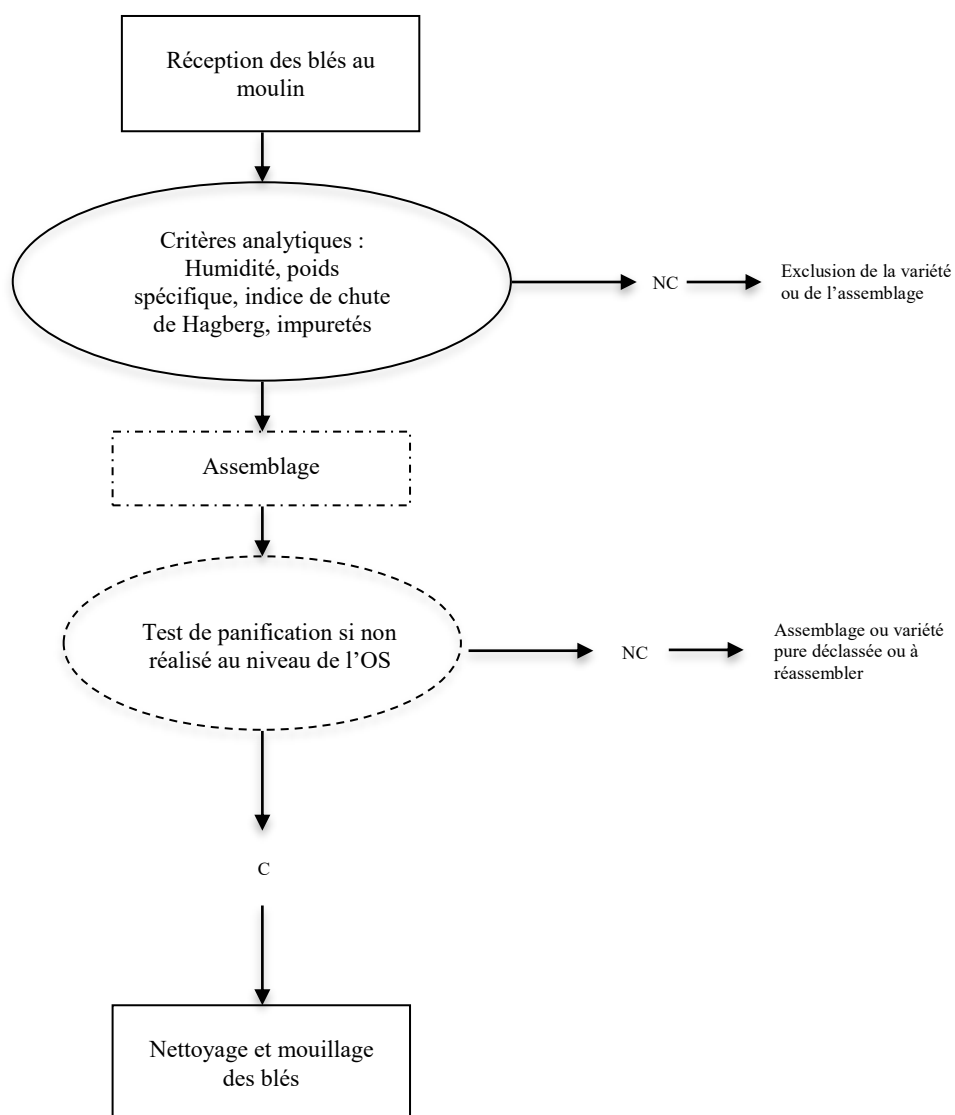 Réception des blés au
moulin
Critères analytiques :
Humidité, poids
spécifique, indice de chute
de Hagberg, impuretés
NC
Exclusion de la variété
ou de l’assemblage
Assemblage
Test de panification si non
réalisé au niveau de l’OS
NC
Assemblage ou variété
pure déclassée ou à
réassembler
C
Nettoyage et mouillage
des blés